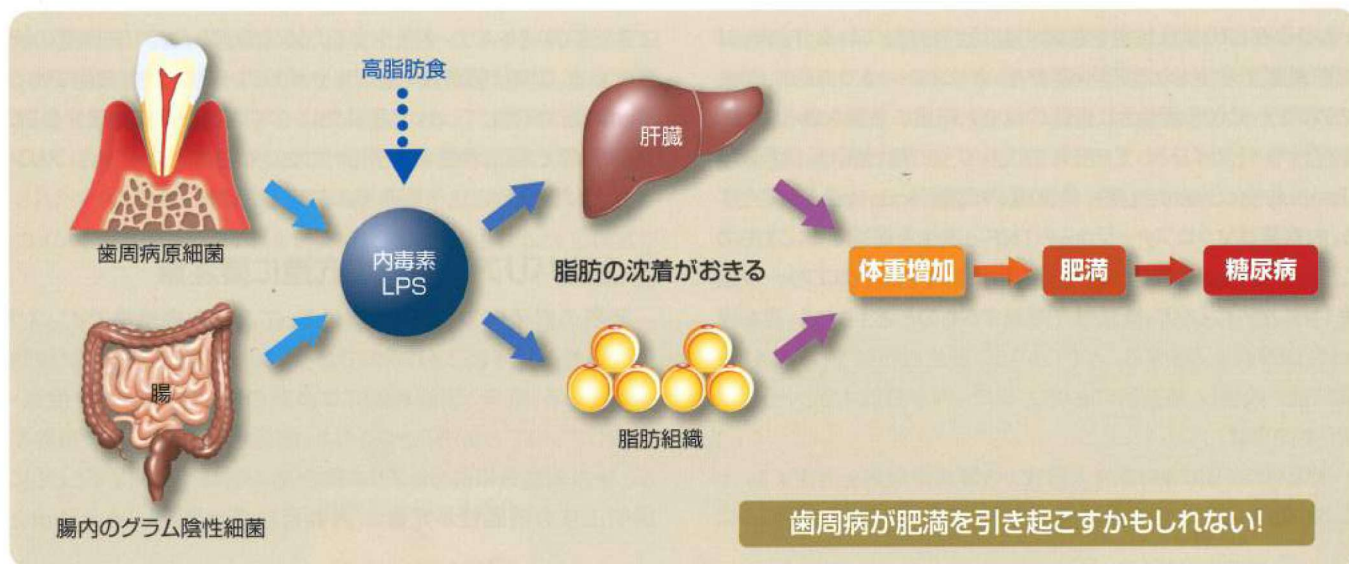 高脂肪食
肝臓
歯周病原細菌
内毒素
LPS
脂肪の沈着がおきる
体重増加
肥満
糖尿病
腸
脂肪組織
腸内のグラム陰性細菌
歯周病が肥満を引き起こすかもしれない!